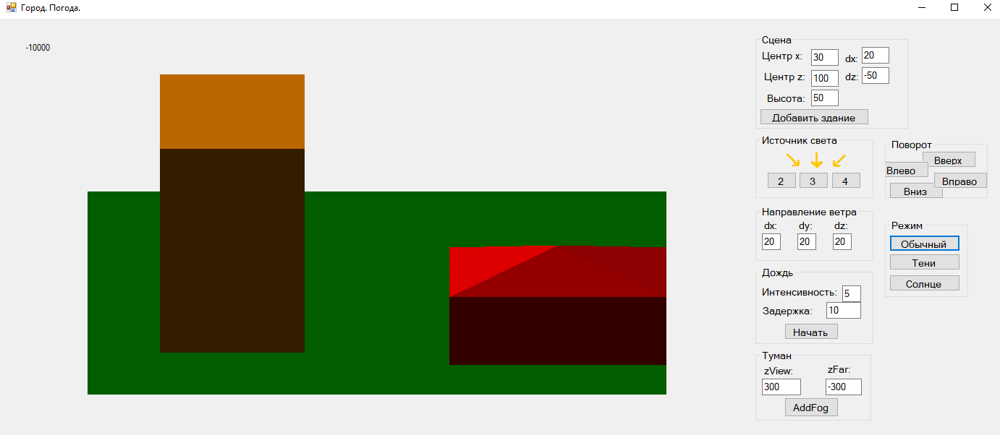 Город. Погода.
-10000
Сцена
Центр x: 30 dx: 20
Центр z: 100 dz: -50
Высота: 50
Добавить здание
Источник света
2 3 4
Поворот
Вверх
Влево
Вправо
Вниз
Направление ветра
dx: dy: dz:
20 20 20
Режим
Обычный
Тени
Солнце
Дождь
Интенсивность: 5
Задержка: 10
Начать
Туман
zView: zFar:
300 -300
AddFog